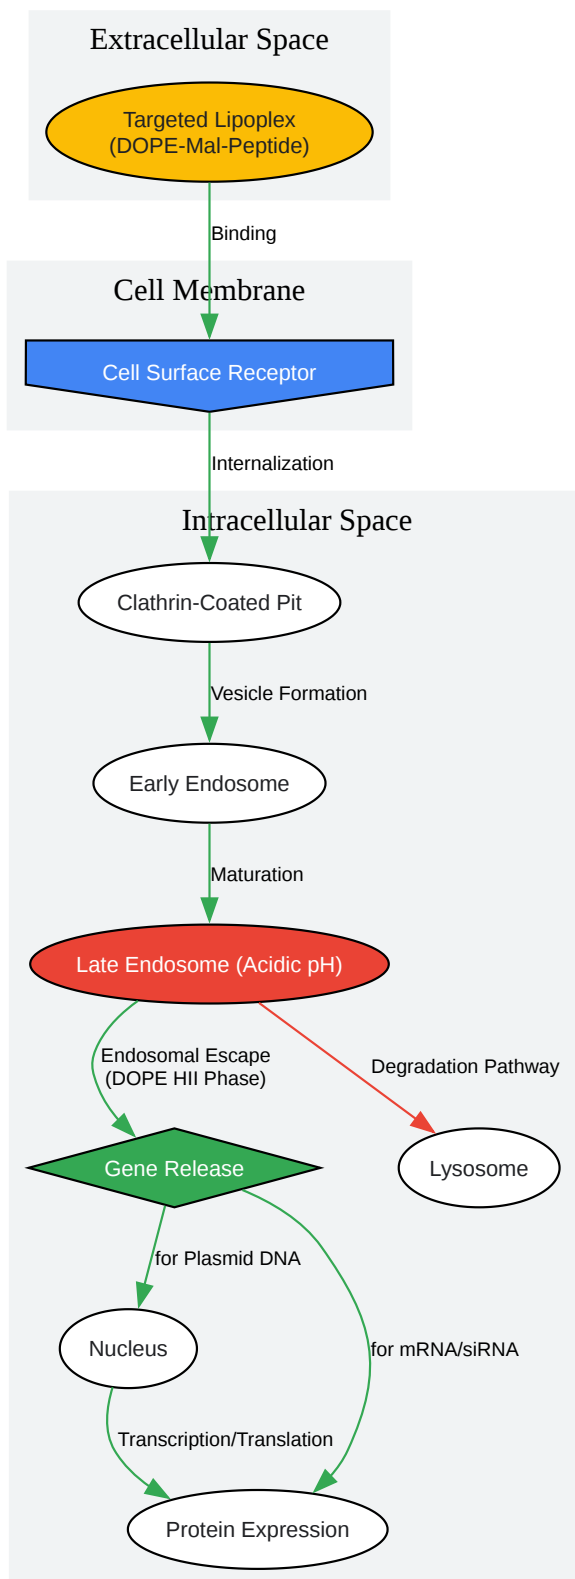 Extracellular Space
Targeted Lipoplex
(DOPE-Mal-Peptide)
Binding
Cell Membrane
Cell Surface Receptor
Internalization
Intracellular Space
Clathrin-Coated Pit
Vesicle Formation
Early Endosome
Maturation
Late Endosome (Acidic pH)
Endosomal Escape
(DOPE HII Phase)
Degradation Pathway
Gene Release
Lysosome
for Plasmid DNA
Nucleus
for mRNA/siRNA
Transcription/Translation
Protein Expression